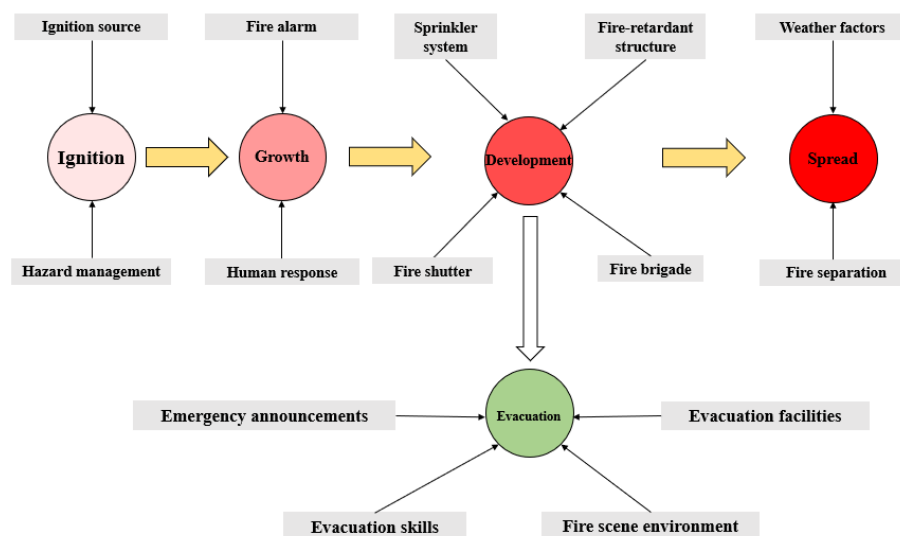 Ignition source
Fire alarm
Sprinkler
system
Fire-retardant
structure
Weather factors
Ignition
Growth
Development
Spread
Hazard management
Human response
Fire shutter
Fire brigade
Fire separation
Emergency announcements
Evacuation
Evacuation facilities
Evacuation skills
Fire scene environment